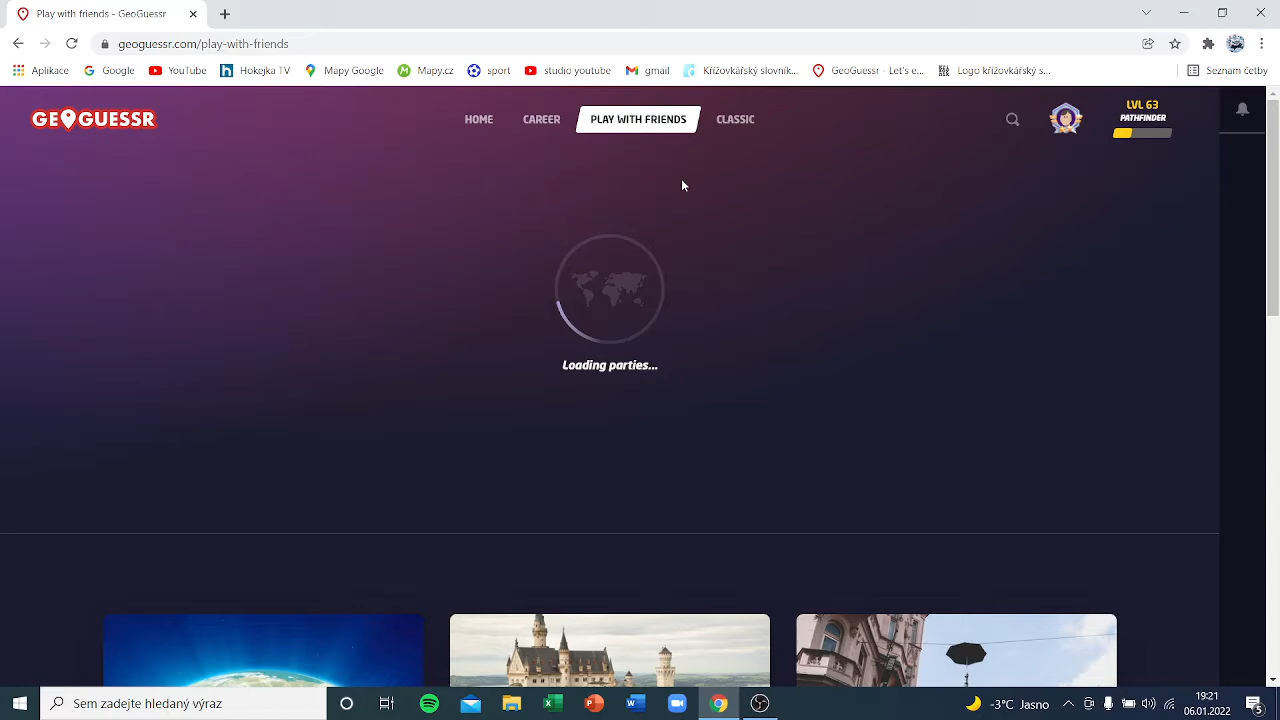 Play with friends - GeoGuessr
geoguessr.com/play-with-friends
Aplikace Google YouTube Hokejka TV Mapy Google Mapy.cz sport studio youtube gmail Křížovkářský slovník... GeoGuessr - Let's e... Logo křížovkářský s... Seznam četby
GEOGUESSR HOME CAREER PLAY WITH FRIENDS CLASSIC LVL 63
PATHFINDER
Loading parties...
Sem zadejte hledaný výraz -3°C Jasno 19:21
06.01.2022